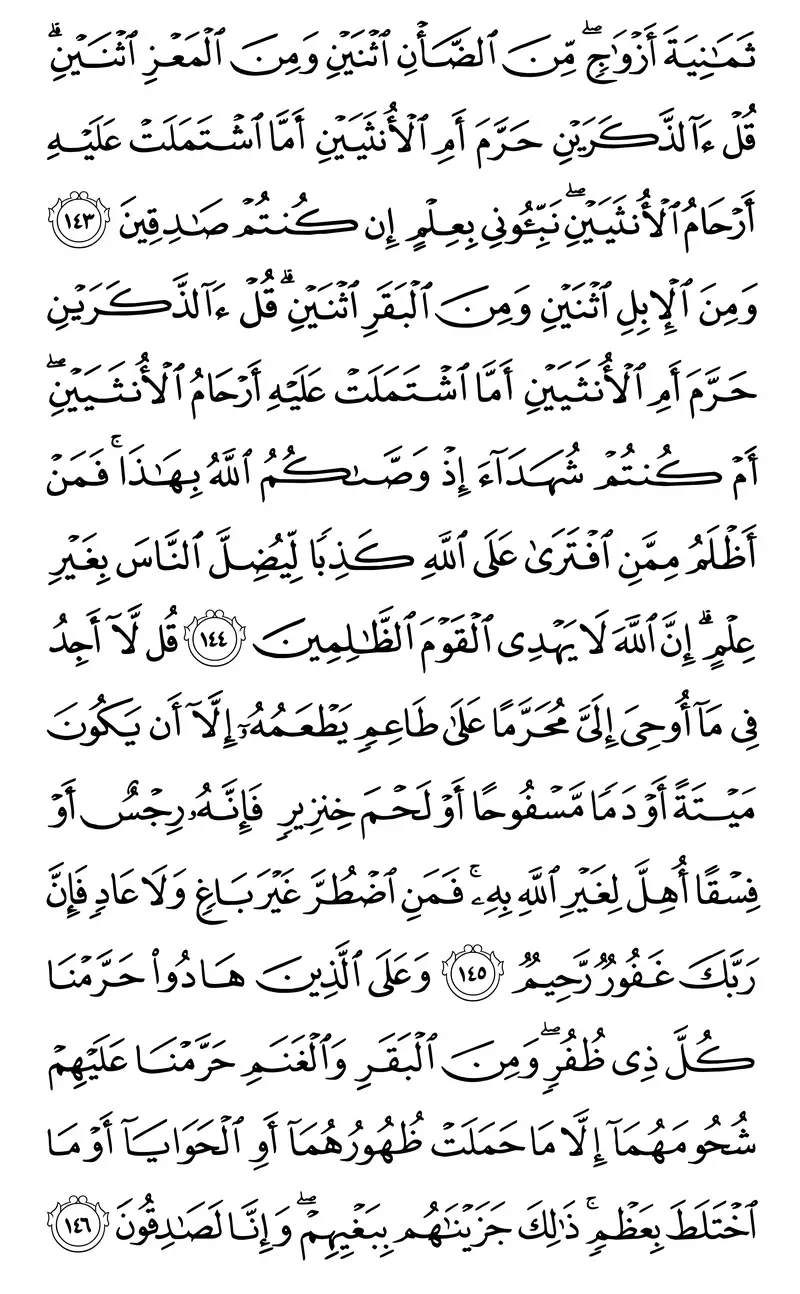 ثَمَـٰنِيَةَ أَزْوَٰجٍۖ مِّنَ ٱلضَّأْنِ ٱثْنَيْنِ وَمِنَ ٱلْمَعْزِ ٱثْنَيْنِۗ
قُلْ ءَآلذَّكَرَيْنِ حَرَّمَ أَمِ ٱلْأُنثَيَيْنِ أَمَّا ٱشْتَمَلَتْ عَلَيْهِ
أَرْحَامُ ٱلْأُنثَيَيْنِۖ نَبِّـُٔونِى بِعِلْمٍ إِن كُنتُمْ صَـٰدِقِينَ ١٤٣
وَمِنَ ٱلْإِبِلِ ٱثْنَيْنِ وَمِنَ ٱلْبَقَرِ ٱثْنَيْنِۗ قُلْ ءَآلذَّكَرَيْنِ
حَرَّمَ أَمِ ٱلْأُنثَيَيْنِ أَمَّا ٱشْتَمَلَتْ عَلَيْهِ أَرْحَامُ ٱلْأُنثَيَيْنِۖ
أَمْ كُنتُمْ شُهَدَآءَ إِذْ وَصَّىٰكُمُ ٱللَّهُ بِهَـٰذَاۚ فَمَنْ
أَظْلَمُ مِمَّنِ ٱفْتَرَىٰ عَلَى ٱللَّهِ كَذِبًا لِّيُضِلَّ ٱلنَّاسَ بِغَيْرِ
عِلْمٍۗ إِنَّ ٱللَّهَ لَا يَهْدِى ٱلْقَوْمَ ٱلظَّـٰلِمِينَ ١٤٤ قُل لَّآ أَجِدُ
فِى مَآ أُوحِىَ إِلَىَّ مُحَرَّمًا عَلَىٰ طَاعِمٍ يَطْعَمُهُۥٓ إِلَّآ أَن يَكُونَ
مَيْتَةً أَوْ دَمًا مَّسْفُوحًا أَوْ لَحْمَ خِنزِيرٍ فَإِنَّهُۥ رِجْسٌ أَوْ
فِسْقًا أُهِلَّ لِغَيْرِ ٱللَّهِ بِهِۦۚ فَمَنِ ٱضْطُرَّ غَيْرَ بَاغٍ وَلَا عَادٍ فَإِنَّ
رَبَّكَ غَفُورٌ رَّحِيمٌ ١٤٥ وَعَلَى ٱلَّذِينَ هَادُوا۟ حَرَّمْنَا
كُلَّ ذِى ظُفُرٍۖ وَمِنَ ٱلْبَقَرِ وَٱلْغَنَمِ حَرَّمْنَا عَلَيْهِمْ
شُحُومَهُمَآ إِلَّا مَا حَمَلَتْ ظُهُورُهُمَآ أَوِ ٱلْحَوَايَآ أَوْ مَا
ٱخْتَلَطَ بِعَظْمٍۚ ذَٰلِكَ جَزَيْنَـٰهُم بِبَغْيِهِمْۖ وَإِنَّا لَصَـٰدِقُونَ ١٤٦